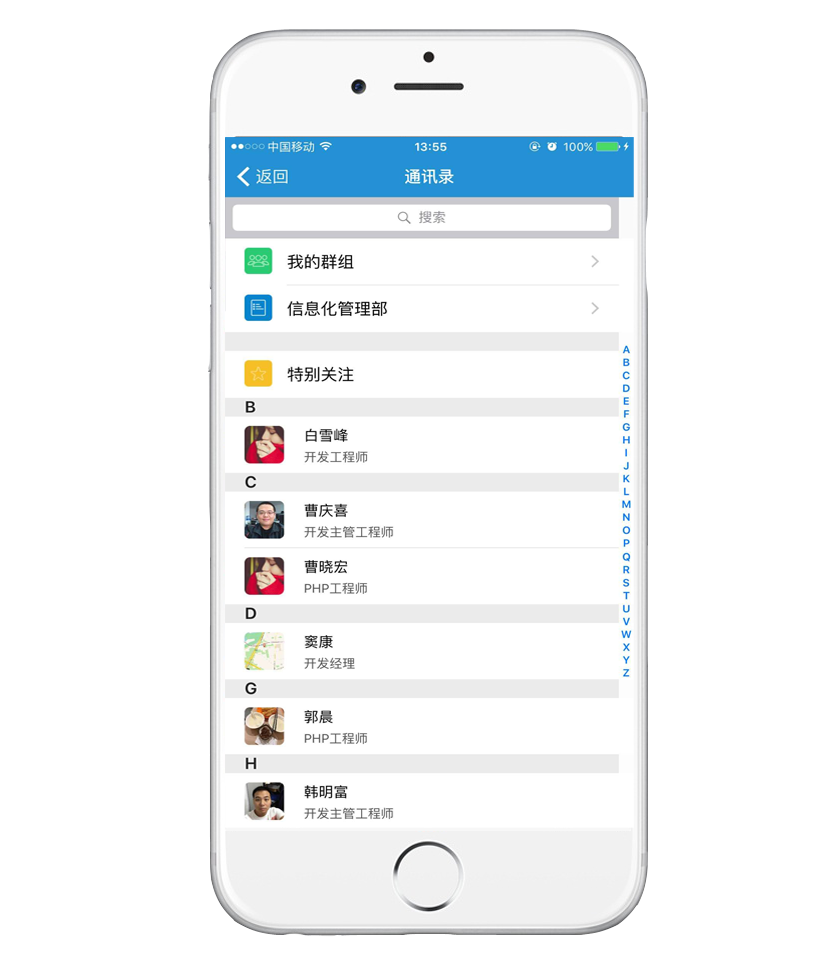 中国移动 13:55 100%
返回 通讯录
搜索
我的群组
信息化管理部
特别关注
B
白雪峰
开发工程师
C
曹庆喜
开发主管工程师
曹晓宏
PHP工程师
D
窦康
开发经理
G
郭晨
PHP工程师
H
韩明富
开发主管工程师
A
B
C
D
E
F
G
H
I
J
K
L
M
N
O
P
Q
R
S
T
U
V
W
X
Y
Z